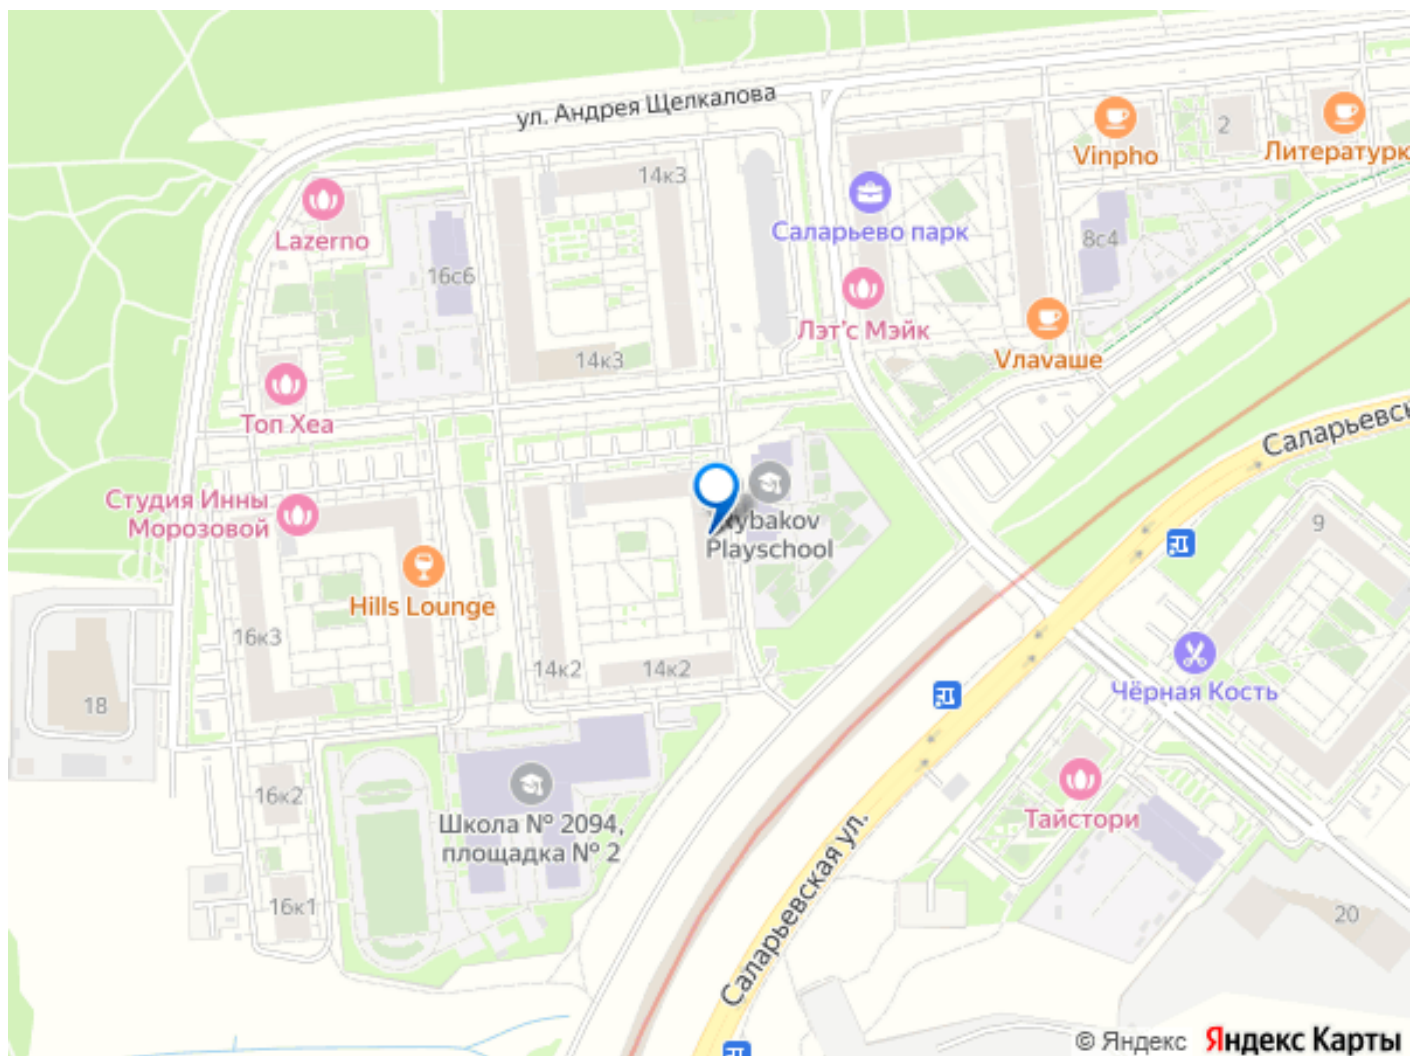 ул. Андрея Щелкалова
Vinpho
2
Литературк
14к3
Lazerno
Саларьево парк
8с4
16с6
Лэт'с Мэйк
Vлаvаше
14к3
Топ Хеа
Саларьевск
Студия Инны
Морозовой
Rybakov
Playschool
9
Hills Lounge
16к3
14к2
14к2
Чёрная Кость
18
16к2
Школа № 2094,
площадка № 2
Тайстори
16к1
20
Саларьевская ул.
© Яндекс Яндекс Карты